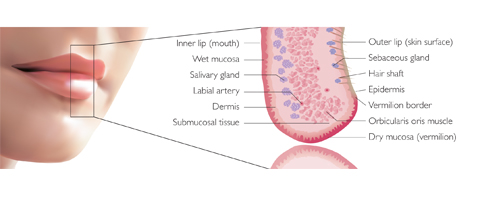 Inner lip (mouth)
Wet mucosa
Salivary gland
Labial artery
Dermis
Submucosal tissue
Outer lip (skin surface)
Sebaceous gland
Hair shaft
Epidermis
Vermilion border
Orbicularis oris muscle
Dry mucosa (vermilion)